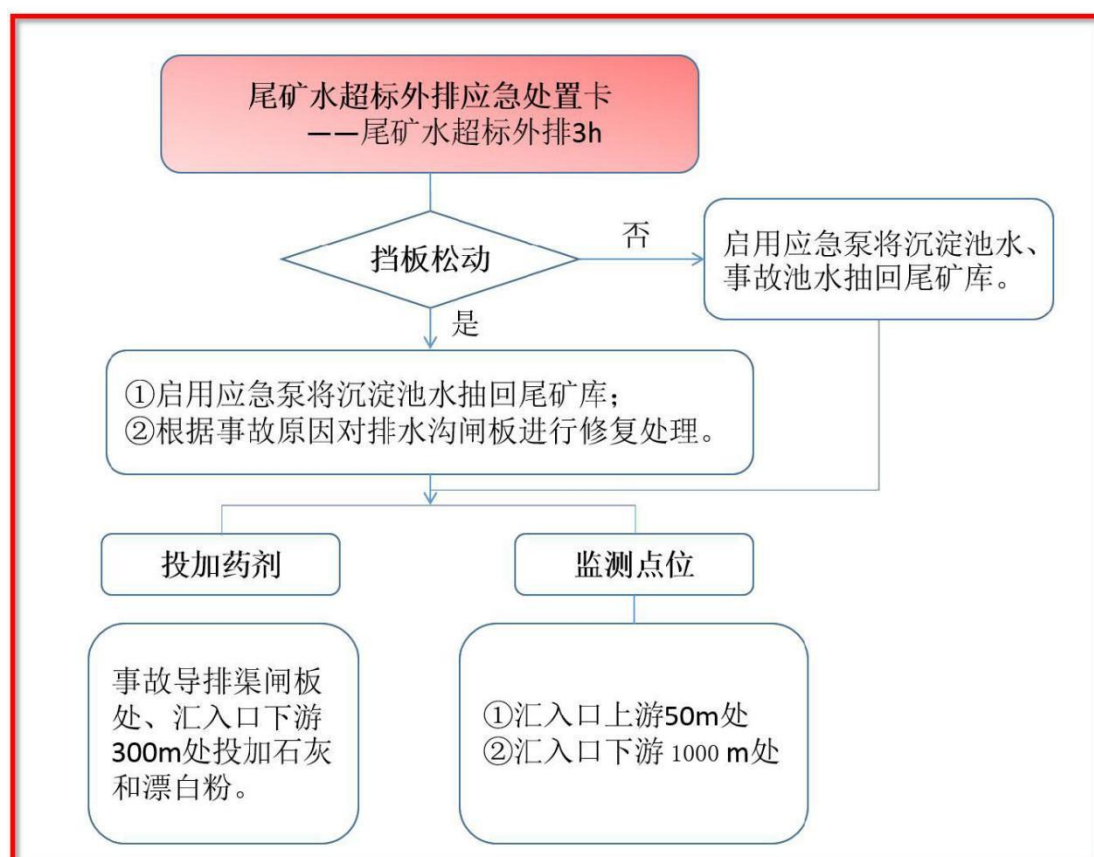 尾矿水超标外排应急处置卡
——尾矿水超标外排3h
挡板松动
否
启用应急泵将沉淀池水、
事故池水抽回尾矿库。
是
①启用应急泵将沉淀池水抽回尾矿库；
②根据事故原因对排水沟闸板进行修复处理。
投加药剂
监测点位
事故导排渠闸板
处、汇入口下游
300m处投加石灰
和漂白粉。
①汇入口上游50m处
②汇入口下游 1000 m处